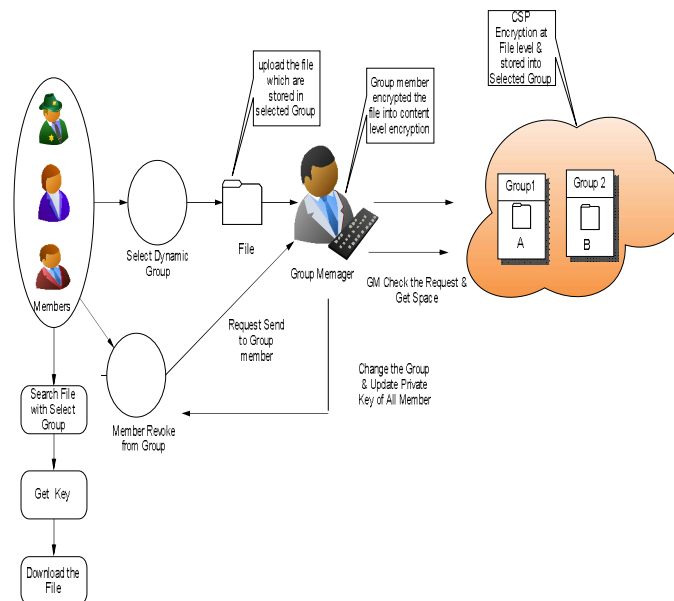 CSP
Encryption at
File level &
stored into
Selected Group
upload the file
which are
stored in
selected Group
Group member
encrypted the
file into content
level encryption
Group1
A
Group 2
B
Members
Select Dynamic
Group
File
Group Memager
GM Check the Request &
Get Space
Request Send
to Group
member
Change the Group
& Update Private
Key of All Member
Member Revoke
from Group
Search File
with Select
Group
Get Key
Download the
File